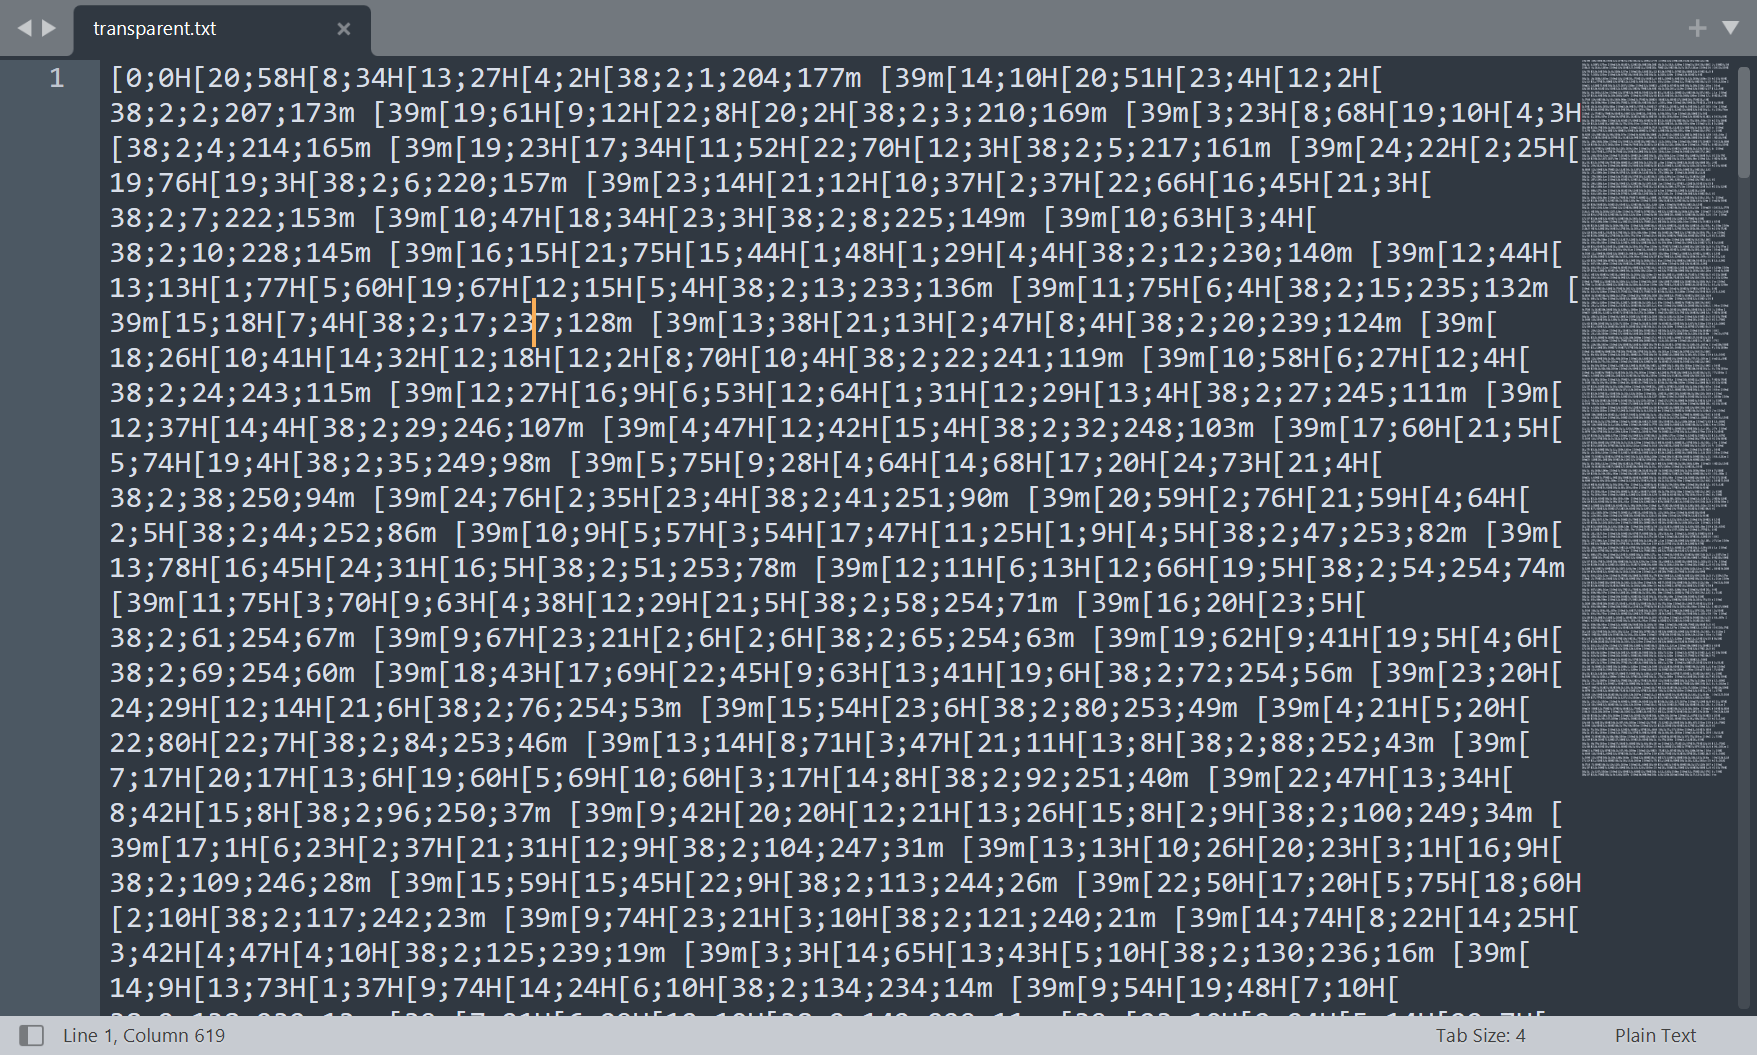 transparent.txt
1
[0;0H[20;58H[8;34H[13;27H[4;2H[38;2;1;204;177m [39m[14;10H[20;51H[23;4H[12;2H[
38;2;2;207;173m [39m[19;61H[9;12H[22;8H[20;2H[38;2;3;210;169m [39m[3;23H[8;68H[19;10H[4;3H
[38;2;4;214;165m [39m[19;23H[17;34H[11;52H[22;70H[12;3H[38;2;5;217;161m [39m[24;22H[2;25H[
19;76H[19;3H[38;2;6;220;157m [39m[23;14H[21;12H[10;37H[2;37H[22;66H[16;45H[21;3H[
38;2;7;222;153m [39m[10;47H[18;34H[23;3H[38;2;8;225;149m [39m[10;63H[3;4H[
38;2;10;228;145m [39m[16;15H[21;75H[15;44H[1;48H[1;29H[4;4H[38;2;12;230;140m [39m[12;44H[
13;13H[1;77H[5;60H[19;67H[12;15H[5;4H[38;2;13;233;136m [39m[11;75H[6;4H[38;2;15;235;132m [
39m[15;18H[7;4H[38;2;17;237;128m [39m[13;38H[21;13H[2;47H[8;4H[38;2;20;239;124m [39m[
18;26H[10;41H[14;32H[12;18H[12;2H[8;70H[10;4H[38;2;22;241;119m [39m[10;58H[6;27H[12;4H[
38;2;24;243;115m [39m[12;27H[16;9H[6;53H[12;64H[1;31H[12;29H[13;4H[38;2;27;245;111m [39m[
12;37H[14;4H[38;2;29;246;107m [39m[4;47H[12;42H[15;4H[38;2;32;248;103m [39m[17;60H[21;5H[
5;74H[19;4H[38;2;35;249;98m [39m[5;75H[9;28H[4;64H[14;68H[17;20H[24;73H[21;4H[
38;2;38;250;94m [39m[24;76H[2;35H[23;4H[38;2;41;251;90m [39m[20;59H[2;76H[21;59H[4;64H[
2;5H[38;2;44;252;86m [39m[10;9H[5;57H[3;54H[17;47H[11;25H[1;9H[4;5H[38;2;47;253;82m [39m[
13;78H[16;45H[24;31H[16;5H[38;2;51;253;78m [39m[12;11H[6;13H[12;66H[19;5H[38;2;54;254;74m
[39m[11;75H[3;70H[9;63H[4;38H[12;29H[21;5H[38;2;58;254;71m [39m[16;20H[23;5H[
38;2;61;254;67m [39m[9;67H[23;21H[2;6H[2;6H[38;2;65;254;63m [39m[19;62H[9;41H[19;5H[4;6H[
38;2;69;254;60m [39m[18;43H[17;69H[22;45H[9;63H[13;41H[19;6H[38;2;72;254;56m [39m[23;20H[
24;29H[12;14H[21;6H[38;2;76;254;53m [39m[15;54H[23;6H[38;2;80;253;49m [39m[4;21H[5;20H[
22;80H[22;7H[38;2;84;253;46m [39m[13;14H[8;71H[3;47H[21;11H[13;8H[38;2;88;252;43m [39m[
7;17H[20;17H[13;6H[19;60H[5;69H[10;60H[3;17H[14;8H[38;2;92;251;40m [39m[22;47H[13;34H[
8;42H[15;8H[38;2;96;250;37m [39m[9;42H[20;20H[12;21H[13;26H[15;8H[2;9H[38;2;100;249;34m [
39m[17;1H[6;23H[2;37H[21;31H[12;9H[38;2;104;247;31m [39m[13;13H[10;26H[20;23H[3;1H[16;9H[
38;2;109;246;28m [39m[15;59H[15;45H[22;9H[38;2;113;244;26m [39m[22;50H[17;20H[5;75H[18;60H
[2;10H[38;2;117;242;23m [39m[9;74H[23;21H[3;10H[38;2;121;240;21m [39m[14;74H[8;22H[14;25H[
3;42H[4;47H[4;10H[38;2;125;239;19m [39m[3;3H[14;65H[13;43H[5;10H[38;2;130;236;16m [39m[
14;9H[13;73H[1;37H[9;74H[14;24H[6;10H[38;2;134;234;14m [39m[9;54H[19;48H[7;10H[
Line 1, Column 619
Tab Size: 4
Plain Text